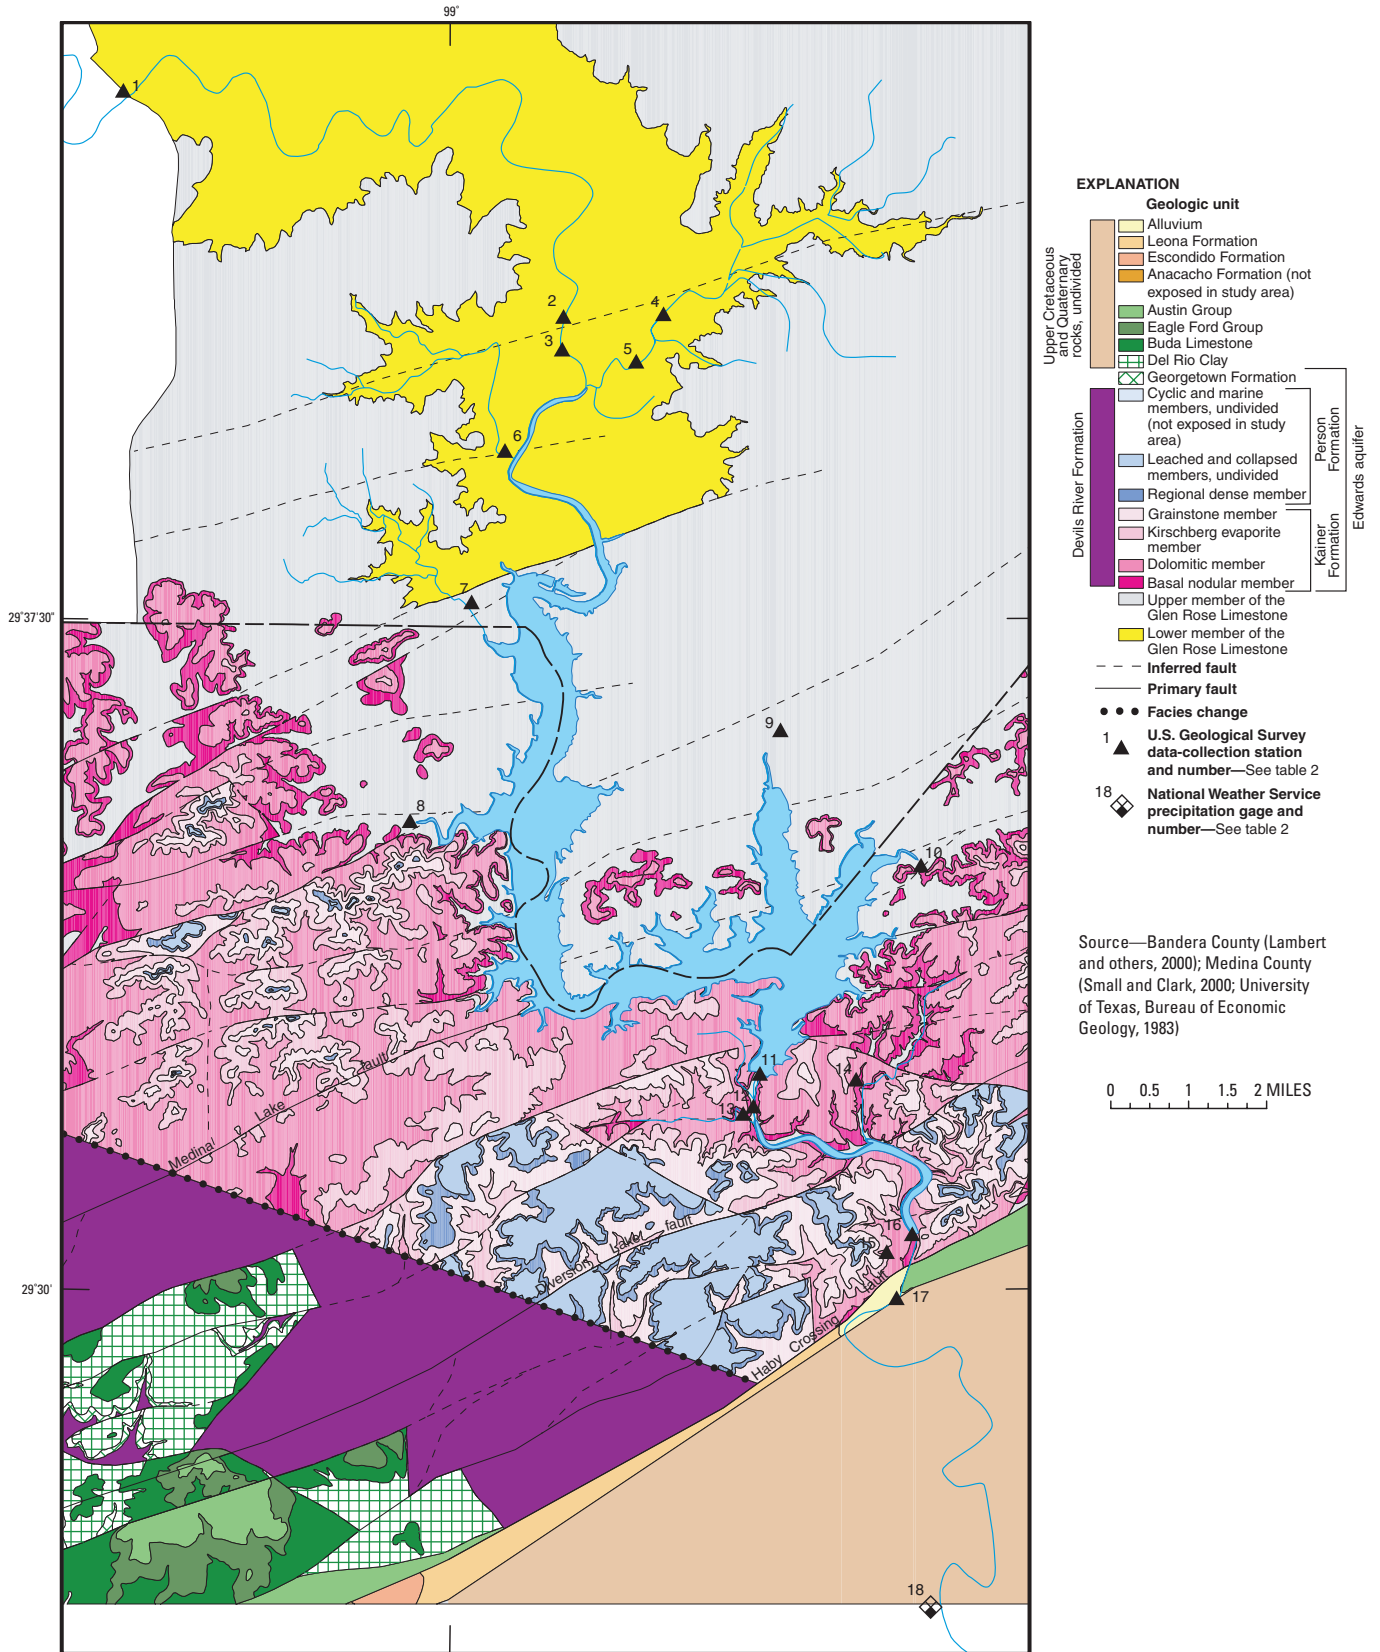 99°
1
2
4
3
5
6
7
29°37'30"
9
8
10
11
14
12
13
Medina
Lake
fault
16
Diversion
Lake
fault
29°30'
17
Haby Crossing
fault
18
EXPLANATION
Geologic unit
Upper Cretaceous
and Quaternary
rocks, undivided
Alluvium
Leona Formation
Escondido Formation
Anacacho Formation (not
exposed in study area)
Austin Group
Eagle Ford Group
Buda Limestone
Del Rio Clay
Georgetown Formation
Devils River Formation
Cyclic and marine
members, undivided
(not exposed in study
area)
Leached and collapsed
members, undivided
Regional dense member
Person
Formation
Grainstone member
Kirschberg evaporite
member
Dolomitic member
Basal nodular member
Kainer
Formation
Edwards aquifer
Upper member of the
Glen Rose Limestone
Lower member of the
Glen Rose Limestone
Inferred fault
Primary fault
Facies change
1
U.S. Geological Survey
data-collection station
and number—See table 2
18
National Weather Service
precipitation gage and
number—See table 2
Source—Bandera County (Lambert
and others, 2000); Medina County
(Small and Clark, 2000; University
of Texas, Bureau of Economic
Geology, 1983)
0 0.5 1 1.5 2 MILES